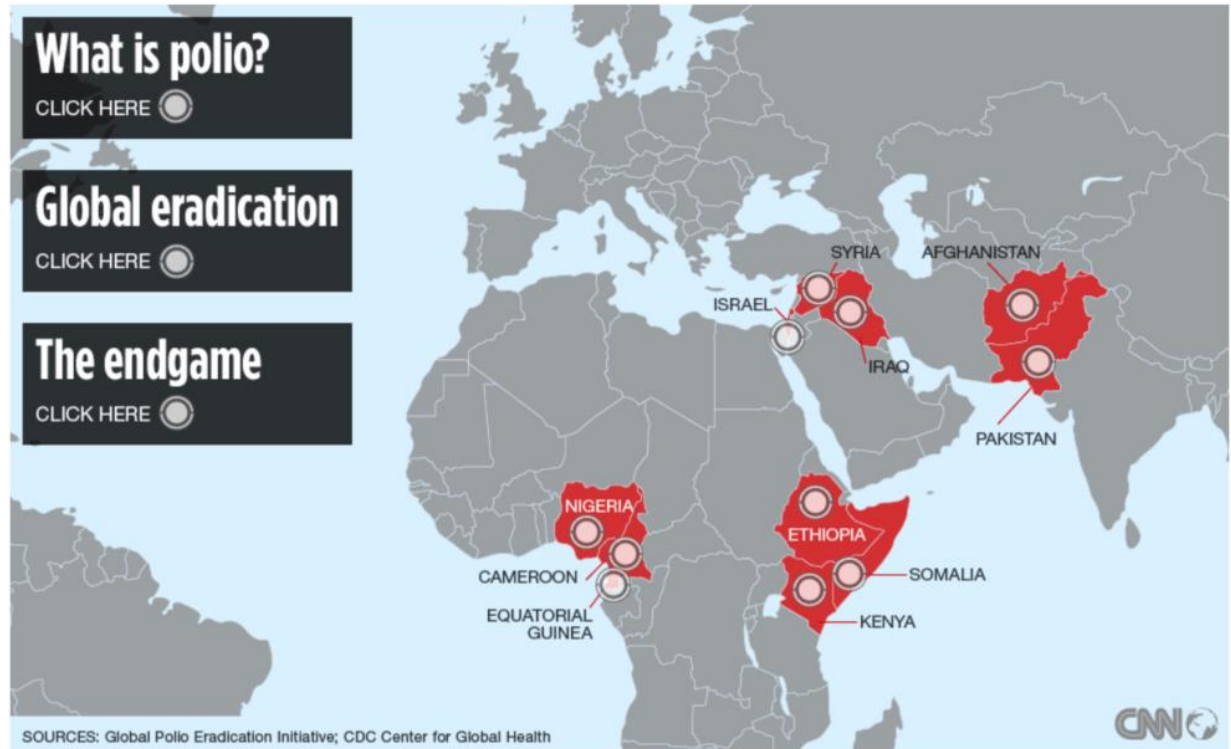 What is polio?
CLICK HERE
Global eradication
CLICK HERE
The endgame
CLICK HERE
SYRIA
AFGHANISTAN
ISRAEL
IRAQ
PAKISTAN
NIGERIA
ETHIOPIA
CAMEROON
SOMALIA
EQUATORIAL
GUINEA
KENYA
SOURCES: Global Polio Eradication Initiative; CDC Center for Global Health
CNN